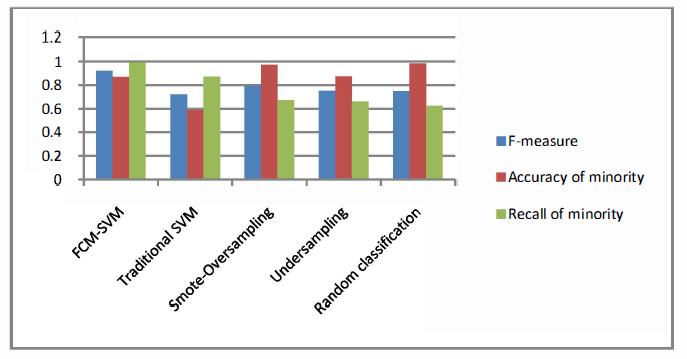 1.2
1
0.8
0.6
0.4
0.2
0
FCM-SVM
Traditional SVM
Smote-Oversampling
Undersampling
Random classification
F-measure
Accuracy of minority
Recall of minority